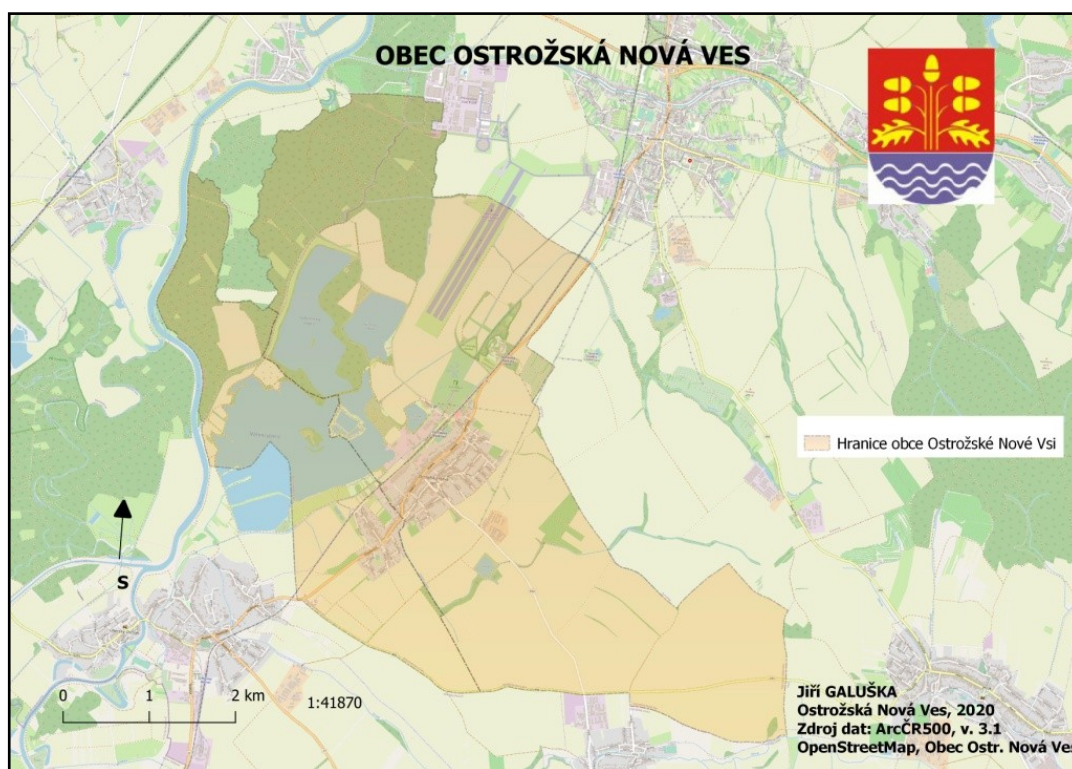 OBEC OSTROŽSKÁ NOVÁ VES
Hranice obce Ostrožské Nové Vsi
S
0 1 2 km
1:41870
Jiří GALUŠKA
Ostrožská Nová Ves, 2020
Zdroj dat: ArcČR500, v. 3.1
OpenStreetMap, Obec Ostr. Nová Ves